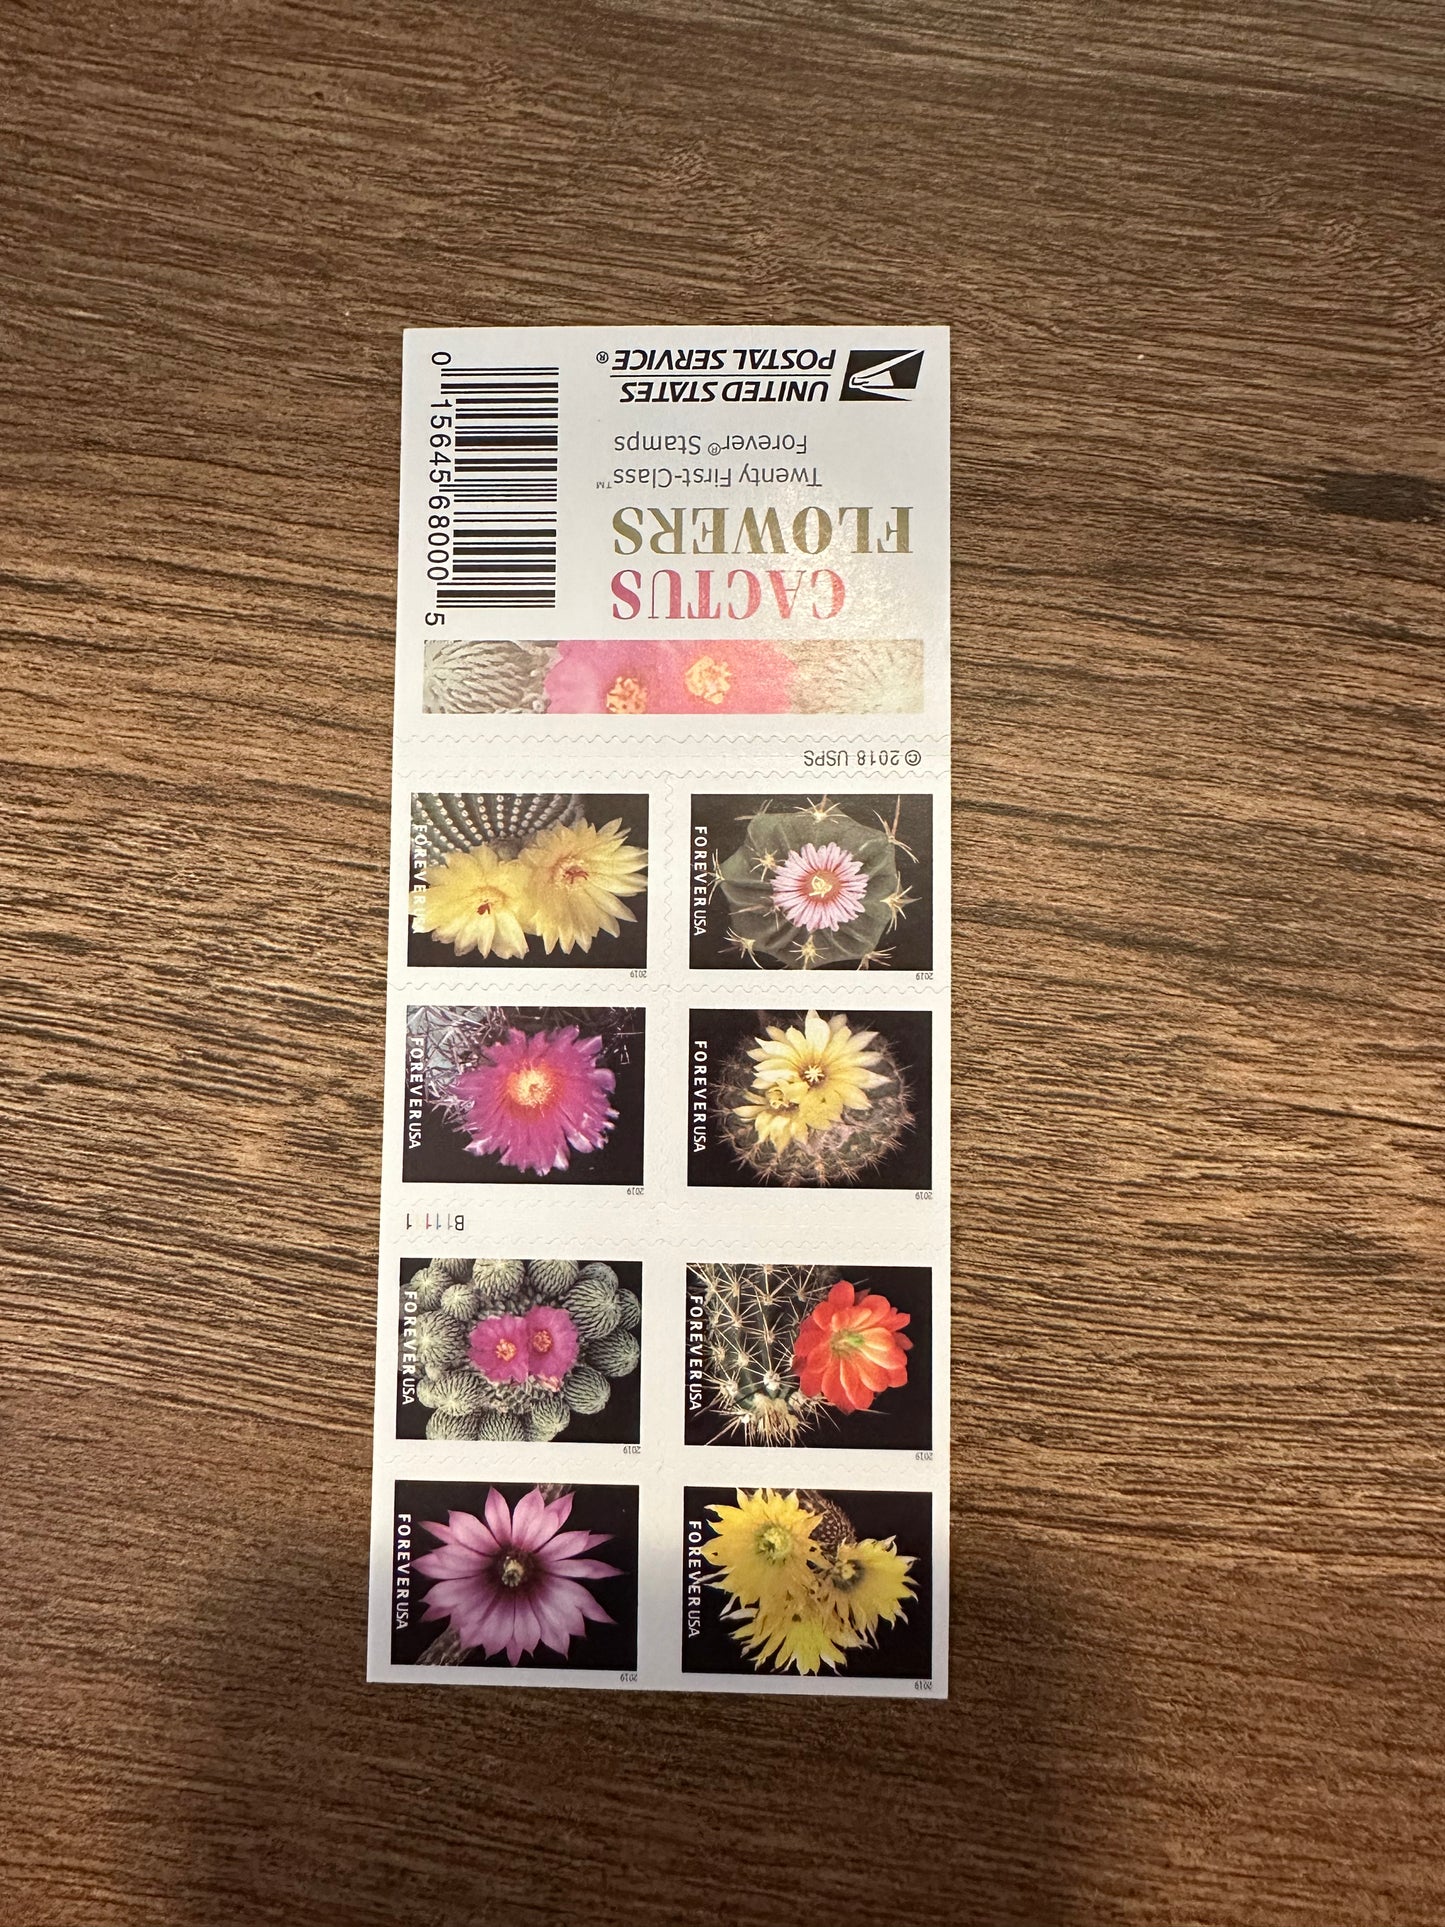 CACTUS
FLOWERS
Twenty First-Class™
Forever® Stamps
UNITED STATES
POSTAL SERVICE®
0 15645 68000 5
© 2018 USPS
FOREVER USA
2019
FOREVER USA
2019
FOREVER USA
2019
FOREVER USA
2019
B1111
FOREVER USA
2019
FOREVER USA
2019
FOREVER USA
2019
FOREVER USA
2019